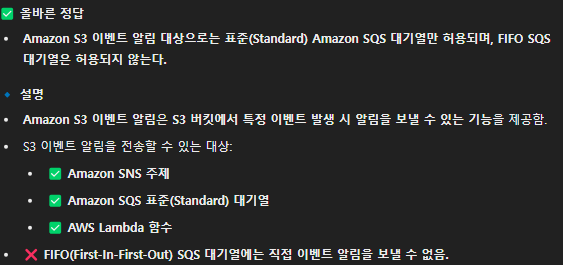 ✅ 올바른 정답
• Amazon S3 이벤트 알림 대상으로는 표준(Standard) Amazon SQS 대기열만 허용되며, FIFO SQS
대기열은 허용되지 않는다.
🔹 설명
• Amazon S3 이벤트 알림은 S3 버킷에서 특정 이벤트 발생 시 알림을 보낼 수 있는 기능을 제공함.
• S3 이벤트 알림을 전송할 수 있는 대상:
• ✅ Amazon SNS 주제
• ✅ Amazon SQS 표준(Standard) 대기열
• ✅ AWS Lambda 함수
• ❌ FIFO(First-In-First-Out) SQS 대기열에는 직접 이벤트 알림을 보낼 수 없음.